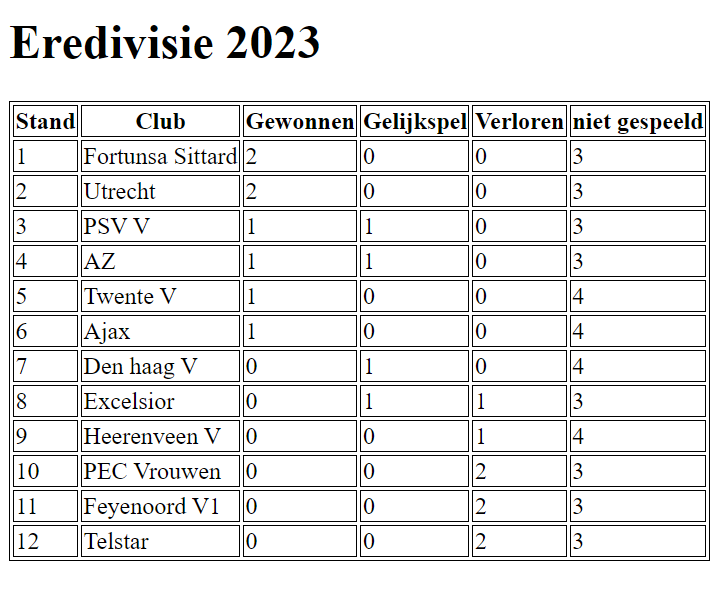 Eredivisie 2023
Stand Club Gewonnen Gelijkspel Verloren niet gespeeld
1 Fortunsa Sittard 2 0 0 3
2 Utrecht 2 0 0 3
3 PSV V 1 1 0 3
4 AZ 1 1 0 3
5 Twente V 1 0 0 4
6 Ajax 1 0 0 4
7 Den haag V 0 1 0 4
8 Excelsior 0 1 1 3
9 Heerenveen V 0 0 1 4
10 PEC Vrouwen 0 0 2 3
11 Feyenoord V1 0 0 2 3
12 Telstar 0 0 2 3